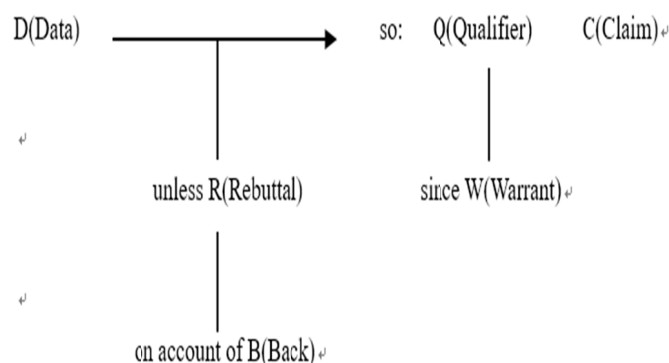 D(Data) so: Q(Qualifier) C(Claim)
unless R(Rebuttal) since W(Warrant)
on account of B(Back)